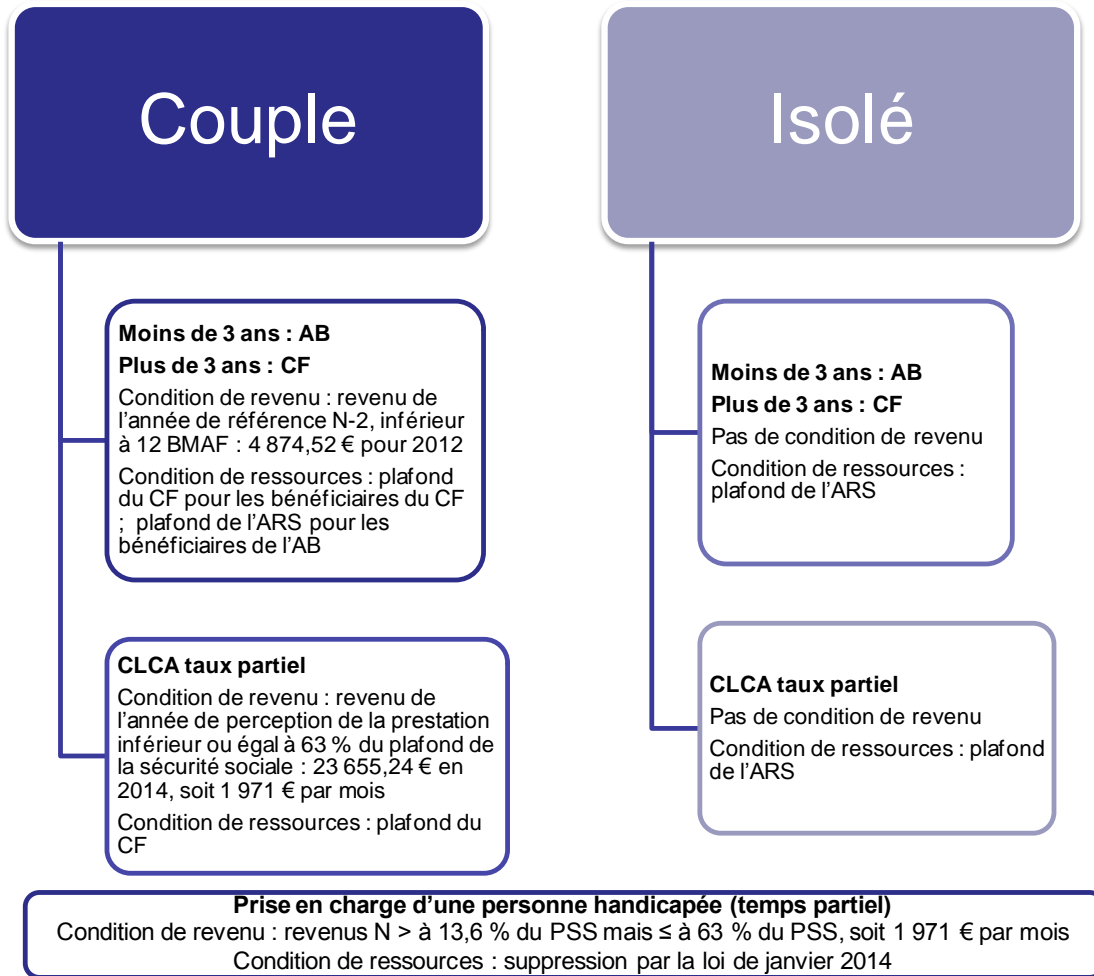 Couple
Moins de 3 ans : AB
Plus de 3 ans : CF
Condition de revenu : revenu de
l'année de référence N-2, inférieur
à 12 BMAF : 4 874,52 € pour 2012
Condition de ressources : plafond
du CF pour les bénéficiaires du CF
; plafond de l'ARS pour les
bénéficiaires de l'AB
CLCA taux partiel
Condition de revenu : revenu de
l'année de perception de la prestation
inférieur ou égal à 63 % du plafond de
la sécurité sociale : 23 655,24 € en
2014, soit 1 971 € par mois
Condition de ressources : plafond du
CF
Isolé
Moins de 3 ans : AB
Plus de 3 ans : CF
Pas de condition de revenu
Condition de ressources :
plafond de l'ARS
CLCA taux partiel
Pas de condition de revenu
Condition de ressources : plafond
de l'ARS
Prise en charge d'une personne handicapée (temps partiel)
Condition de revenu : revenus N > à 13,6 % du PSS mais ≤ à 63 % du PSS, soit 1 971 € par mois
Condition de ressources : suppression par la loi de janvier 2014